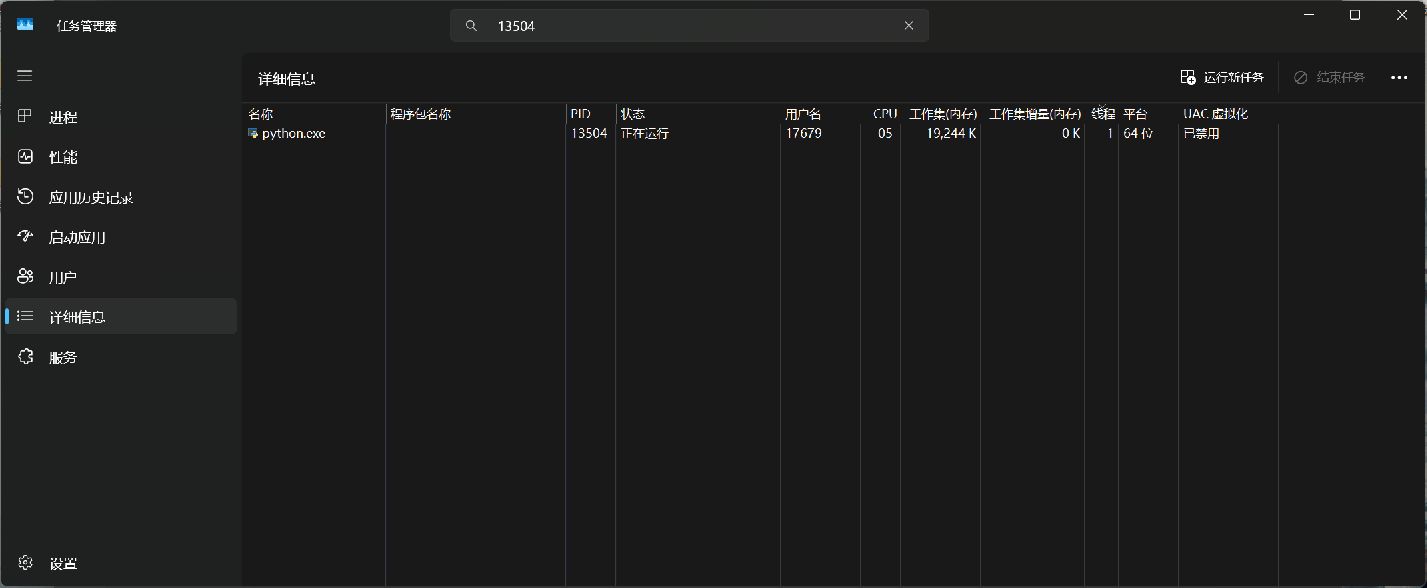 任务管理器
13504
详细信息
运行新任务
结束任务
进程
性能
应用历史记录
启动应用
用户
详细信息
服务
设置
名称 程序包名称 PID 状态 用户名 CPU 工作集(内存) 工作集增量(内存) 线程 平台 UAC 虚拟化
python.exe 13504 正在运行 17679 05 19,244 K 0 K 1 64 位 已禁用